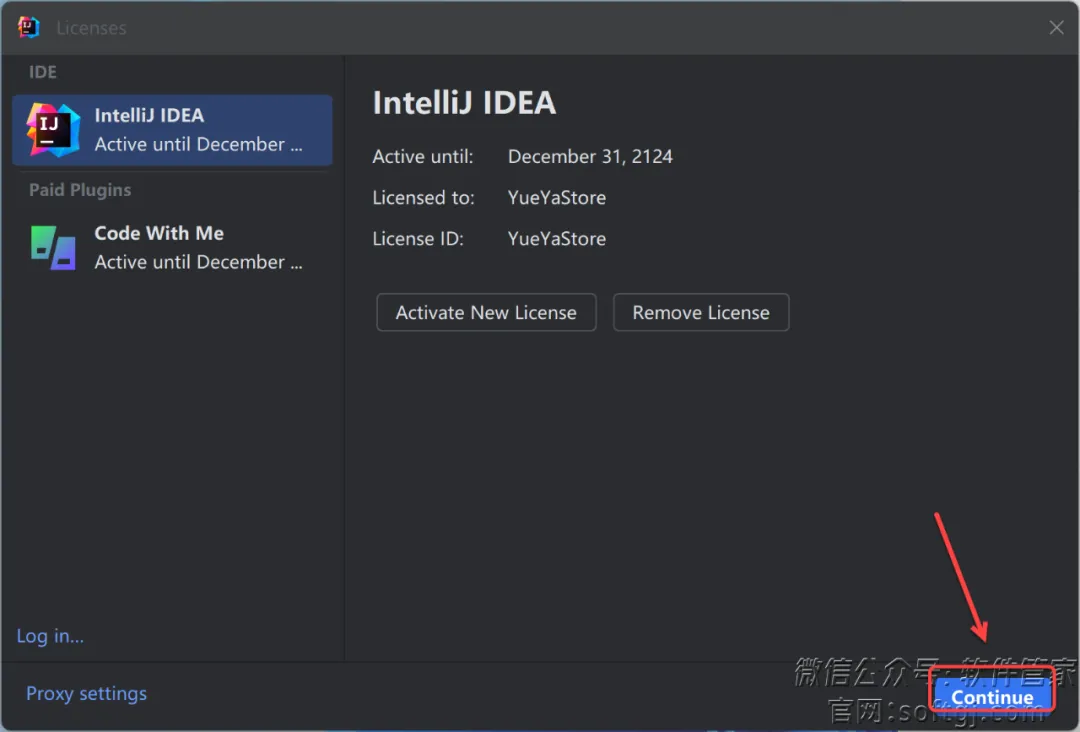 Licenses
IDE
IJ
IntelliJ IDEA
Active until December ...
Paid Plugins
Code With Me
Active until December ...
IntelliJ IDEA
Active until: December 31, 2124
Licensed to: YueYaStore
License ID: YueYaStore
Activate New License Remove License
Log in...
Proxy settings
微信公众号:软件管家
Continue
官网:softgj.com